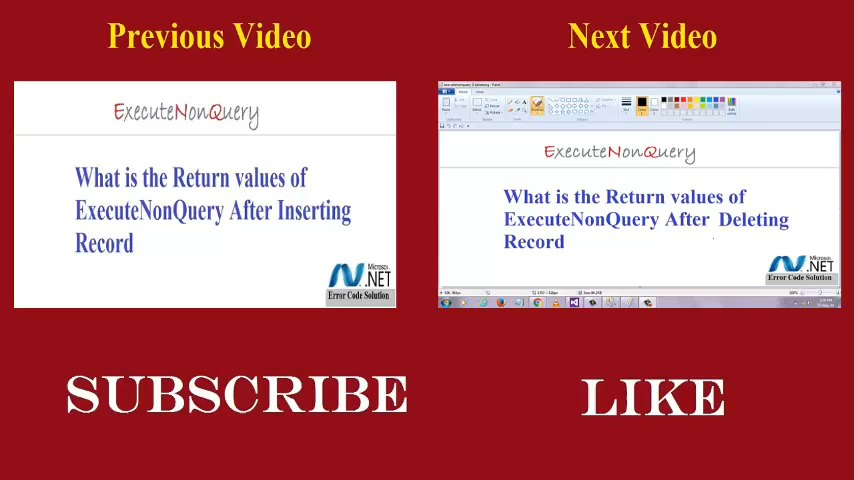 Previous Video
Next Video
ExecuteNonQuery
What is the Return values of
ExecuteNonQuery After Inserting
Record
Microsoft
.NET
Error Code Solution
ExecuteNonQuery
What is the Return values of
ExecuteNonQuery After Deleting
Record
Microsoft
.NET
Error Code Solution
SUBSCRIBE
LIKE